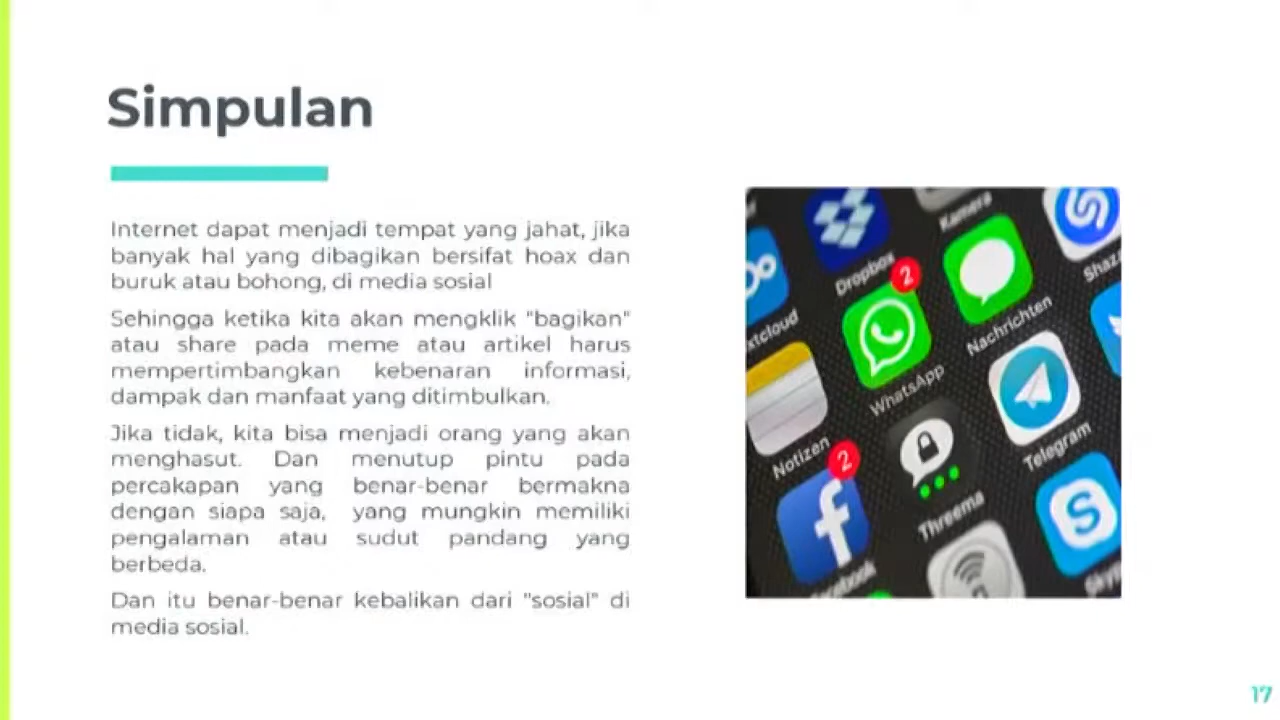 Simpulan
Internet dapat menjadi tempat yang jahat, jika
banyak hal yang dibagikan bersifat hoax dan
buruk atau bohong, di media sosial
Sehingga ketika kita akan mengklik "bagikan"
atau share pada meme atau artikel harus
mempertimbangkan kebenaran informasi,
dampak dan manfaat yang ditimbulkan.
Jika tidak, kita bisa menjadi orang yang akan
menghasut. Dan menutup pintu pada
percakapan yang benar-benar bermakna
dengan siapa saja, yang mungkin memiliki
pengalaman atau sudut pandang yang
berbeda.
Dan itu benar-benar kebalikan dari "sosial" di
media sosial.
Kamera
Dropbox
2
Nachrichten
WhatsApp
Notizen
2
Telegram
Threema
17